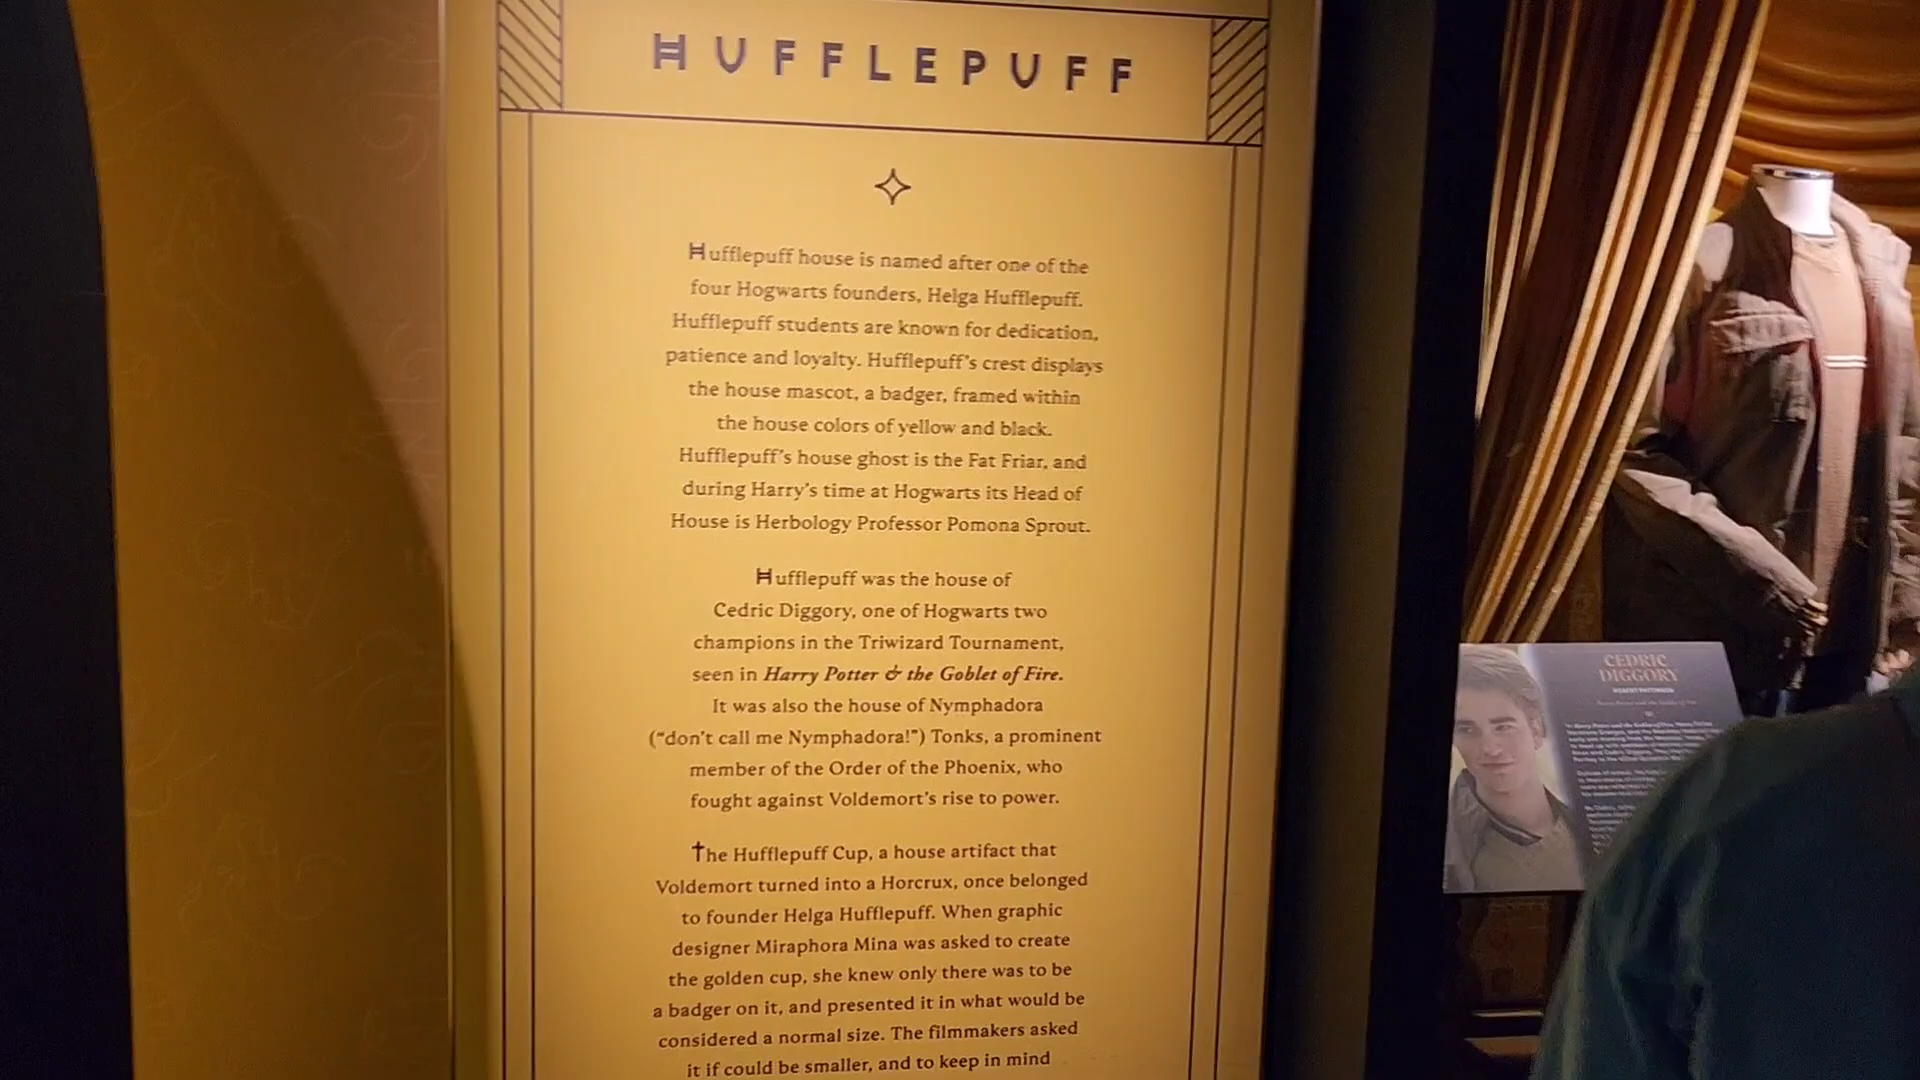 HUFFLEPUFF
Hufflepuff house is named after one of the
four Hogwarts founders, Helga Hufflepuff.
Hufflepuff students are known for dedication,
patience and loyalty. Hufflepuff's crest displays
the house mascot, a badger, framed within
the house colors of yellow and black.
Hufflepuff's house ghost is the Fat Friar, and
during Harry's time at Hogwarts its Head of
House is Herbology Professor Pomona Sprout.
Hufflepuff was the house of
Cedric Diggory, one of Hogwarts two
champions in the Triwizard Tournament,
seen in Harry Potter & the Goblet of Fire.
It was also the house of Nymphadora
("don't call me Nymphadora!") Tonks, a prominent
member of the Order of the Phoenix, who
fought against Voldemort's rise to power.
The Hufflepuff Cup, a house artifact that
Voldemort turned into a Horcrux, once belonged
to founder Helga Hufflepuff. When graphic
designer Miraphora Mina was asked to create
the golden cup, she knew only there was to be
a badger on it, and presented it in what would be
considered a normal size. The filmmakers asked
it if could be smaller, and to keep in mind
CEDRIC
DIGGORY
ROBERT PATTINSON